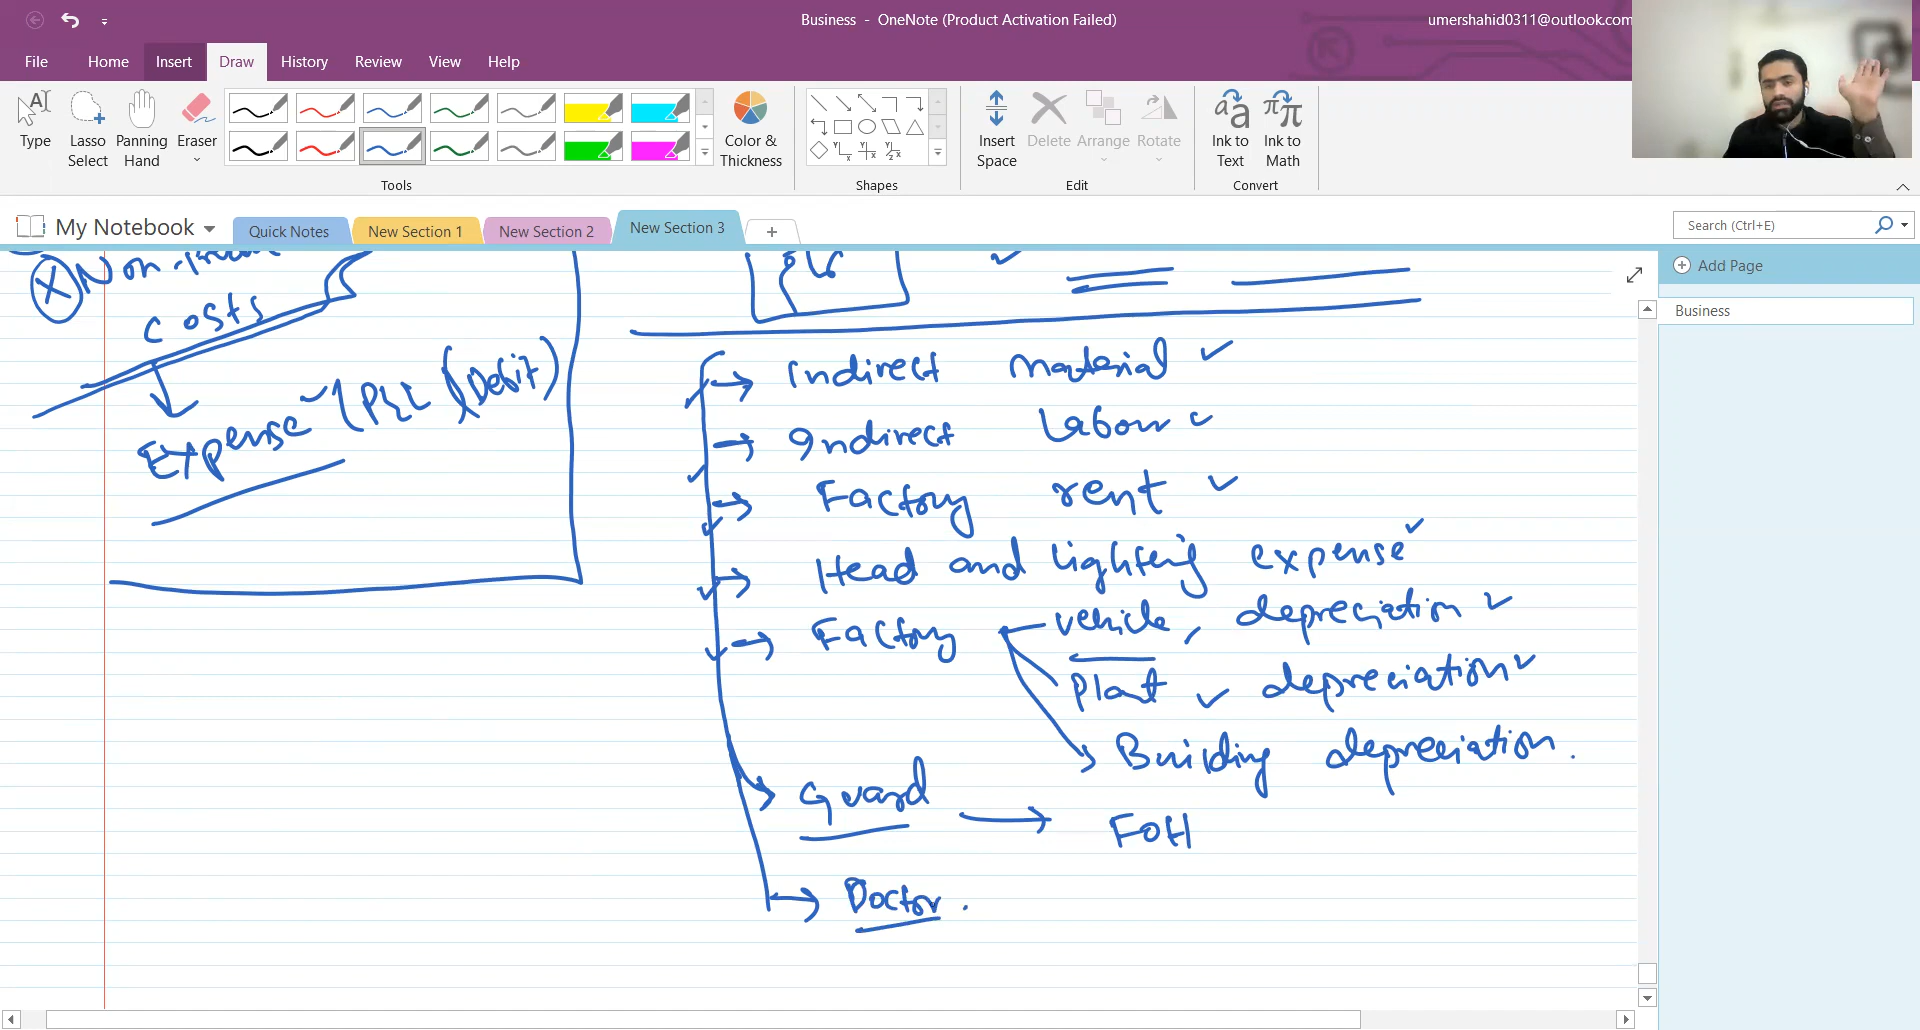 Business - OneNote (Product Activation Failed)
umershahid0311@outlook.com
File Home Insert Draw History Review View Help
Type
Lasso Select
Panning Hand
Eraser
Color & Thickness
Insert Space
Delete
Arrange
Rotate
Ink to Text
Ink to Math
Tools
Shapes
Edit
Convert
My Notebook
Quick Notes
New Section 1
New Section 2
New Section 3
Search (Ctrl+E)
Add Page
Business
Non-
costs
Expense (P&L (Debit)
Indirect Material
Indirect Labour
Factory rent
Head and lighting expense
Factory vehicle, depreciation
Plant depreciation
Building depreciation.
Guard → FOH
Doctor.